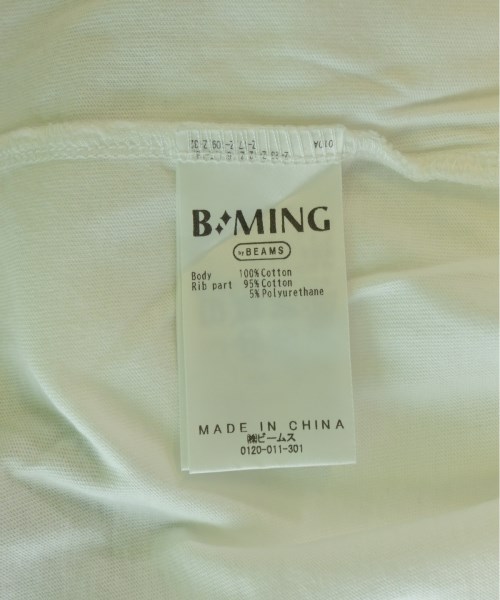 B MING
by BEAMS
Body 100% Cotton
Rib part 95% Cotton
5% Polyurethane
MADE IN CHINA
㈱ビームス
0120-011-301